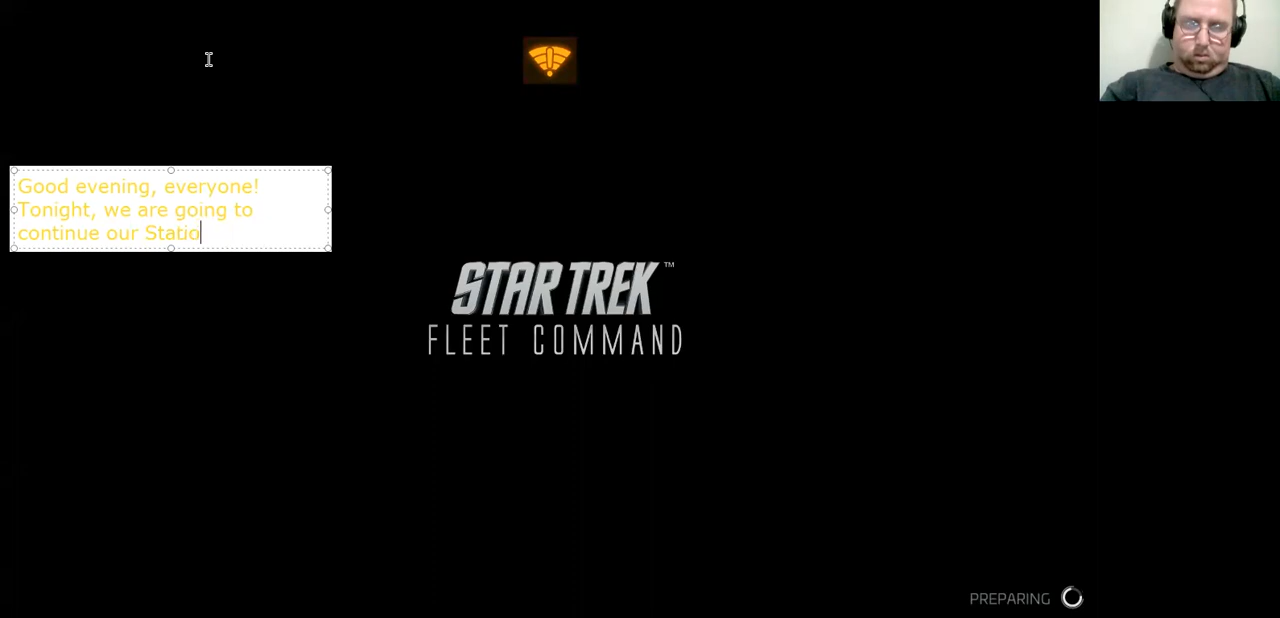 Good evening, everyone!
Tonight, we are going to
continue our Statio
STAR TREK™
FLEET COMMAND
PREPARING